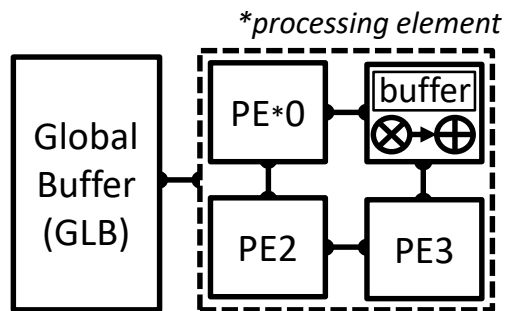 *processing element
Global
Buffer
(GLB)
PE*0
buffer
PE2
PE3